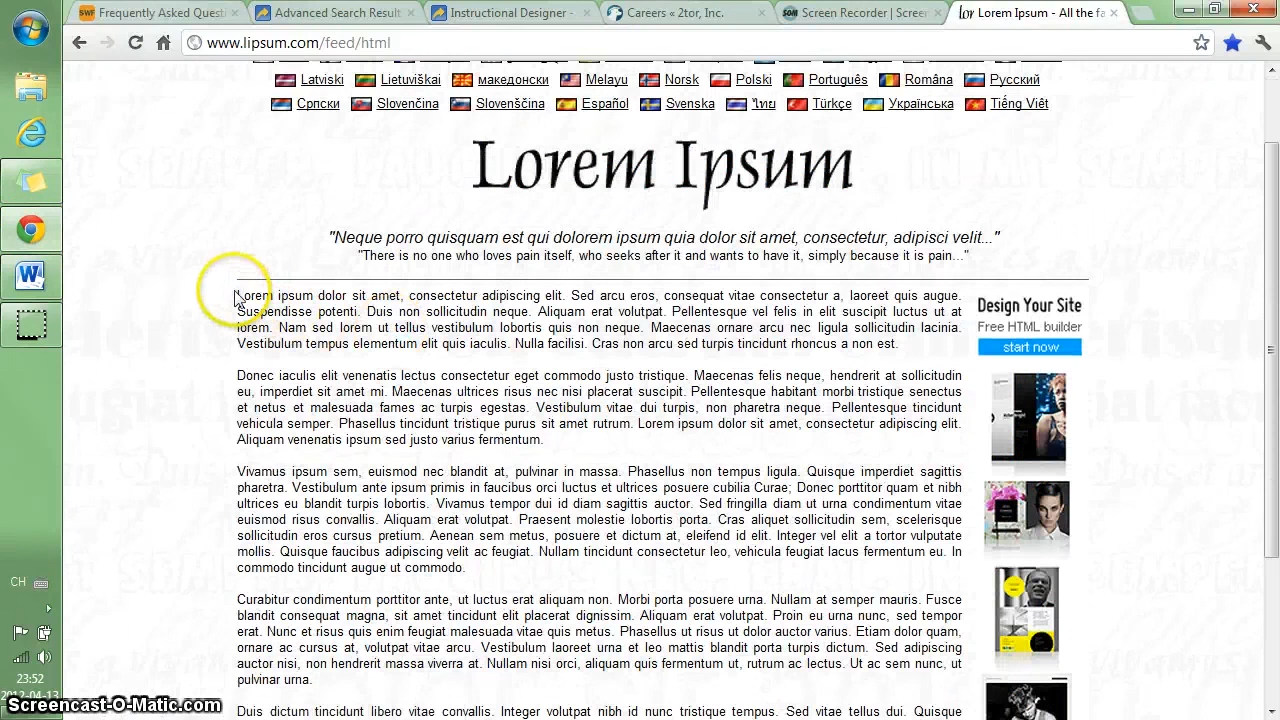 Frequently Asked Questi
Advanced Search Result
Instructional Designer -
Careers « 2tor, Inc.
Screen Recorder | Screen
Lorem Ipsum - All the fa
www.lipsum.com/feed/html
Latviski Lietuviškai македонски Melayu Norsk Polski Português Româna Русский
Српски Slovenčina Slovenščina Español Svenska ไทย Türkçe Українська Tiếng Việt
Lorem Ipsum
"Neque porro quisquam est qui dolorem ipsum quia dolor sit amet, consectetur, adipisci velit..."
"There is no one who loves pain itself, who seeks after it and wants to have it, simply because it is pain..."
Lorem ipsum dolor sit amet, consectetur adipiscing elit. Sed arcu eros, consequat vitae consectetur a, laoreet quis augue.
Suspendisse potenti. Duis non sollicitudin neque. Aliquam erat volutpat. Pellentesque vel felis in elit suscipit luctus eu at
lorem. Nam sed lorem ut tellus vestibulum lobortis quis non neque. Maecenas ornare arcu nec ligula sollicitudin lacinia.
Vestibulum tempus elementum elit quis iaculis. Nulla facilisi. Cras non arcu sed turpis tincidunt rhoncus a non est.
Donec iaculis elit venenatis lectus consectetur eget commodo justo tristique. Maecenas felis neque, hendrerit at sollicitudin
eu, imperdiet sit amet mi. Maecenas ultrices risus nec nisi placerat suscipit. Pellentesque habitant morbi tristique senectus
et netus et malesuada fames ac turpis egestas. Vestibulum vitae dui turpis, non pharetra neque. Pellentesque tincidunt
vehicula semper. Phasellus tincidunt tristique purus sit amet rutrum. Lorem ipsum dolor sit amet, consectetur adipiscing elit.
Aliquam venenatis ipsum sed justo varius fermentum.
Vivamus ipsum sem, euismod nec blandit at, pulvinar in massa. Phasellus non tempus ligula. Quisque imperdiet sagittis
pharetra. Vestibulum ante ipsum primis in faucibus orci luctus et ultrices posuere cubilia Curae; Donec porttitor quam et nibh
ultrices eu turpis lobortis. Vivamus tempor dui id diam sagittis auctor. Sed fringilla diam ut urna condimentum vitae
euismod nibh convallis. Aliquam erat volutpat. Praesent molestie lobortis porta. Cras aliquet sollicitudin sem, scelerisque
sollicitudin dui cursus pretium. Aenean sem metus, posuere et dictum at, eleifend id elit. Integer vel elit a tortor vulputate
mollis. Quisque faucibus adipiscing velit ac feugiat. Nullam tincidunt consectetur leo, vehicula feugiat lacus fermentum eu. In
commodo tincidunt augue ut commodo.
Curabitur bibendum porttitor ante, ut luctus erat aliquam non. Morbi porta posuere urna. Nullam at semper mauris. Fusce
blandit consequat magna, sit amet tincidunt elit placerat dignissim. Aliquam erat volutpat. Proin eu urna nunc, sed tempor
erat. Nunc et risus quis enim feugiat malesuada vitae quis metus. Phasellus ut risus ut dolor auctor varius. Etiam dolor quam,
ornare ac, volutpat vitae arcu. Vestibulum et leo mattis blandit vitae turpis dictum. Sed adipiscing
auctor nisi, in hendrerit massa viverra at. Nullam nisl nisi, aliquam quis fermentum in, rutrum ac lectus. Ut ac sem nunc, ut
pulvinar urna.
Duis dictum incidunt libero vitae convallis. Integer volutpat nibh id nunc tristique tempus. Sed vitae tellus dui. Quisque
Design Your Site
Free HTML builder
start now
CH
23:52
2012-04-13
Screencast-O-Matic.com